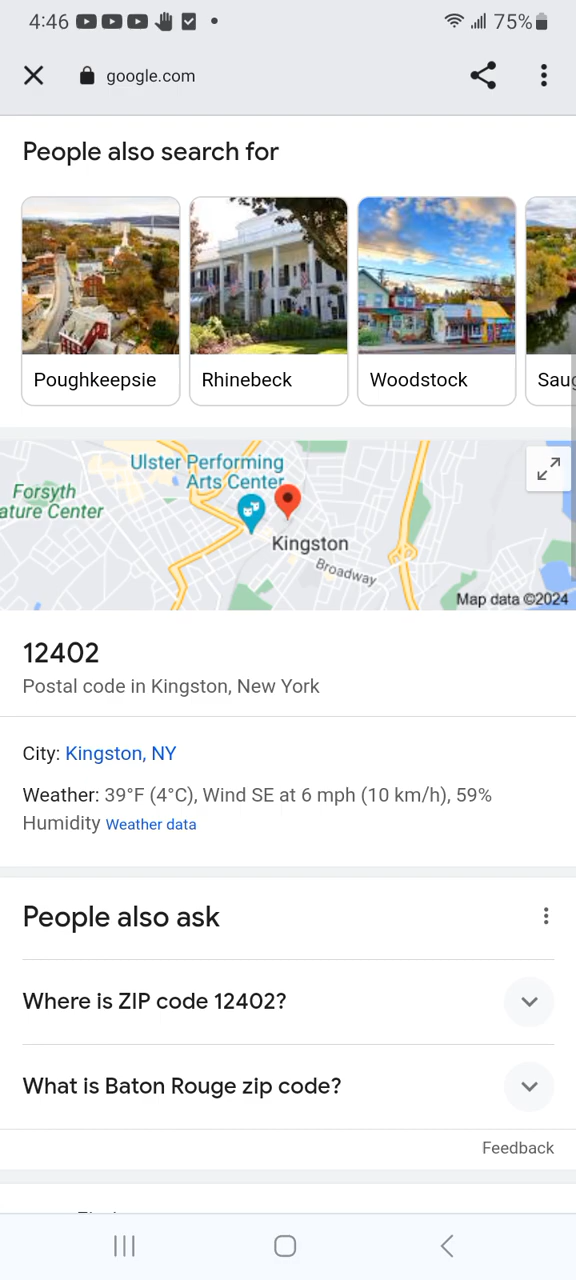 4:46
75%
google.com
People also search for
Poughkeepsie
Rhinebeck
Woodstock
Saug
Ulster Performing
Arts Center
Forsyth
ature Center
Kingston
Broadway
Map data ©2024
12402
Postal code in Kingston, New York
City: Kingston, NY
Weather: 39°F (4°C), Wind SE at 6 mph (10 km/h), 59%
Humidity Weather data
People also ask
Where is ZIP code 12402?
What is Baton Rouge zip code?
Feedback